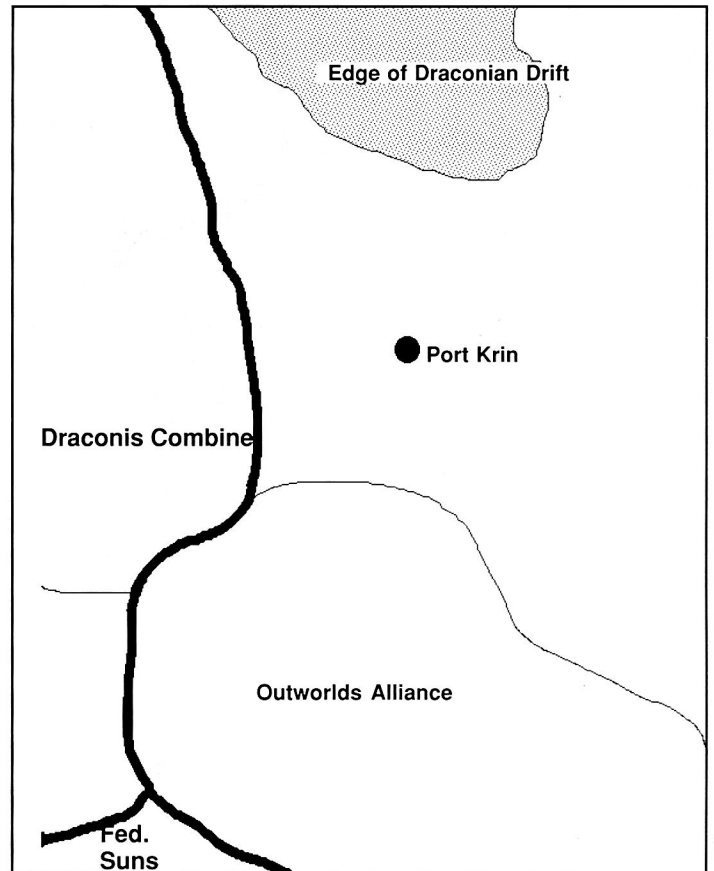 Edge of Draconian Drift
Port Krin
Draconis Combine
Outworlds Alliance
Fed.
Suns